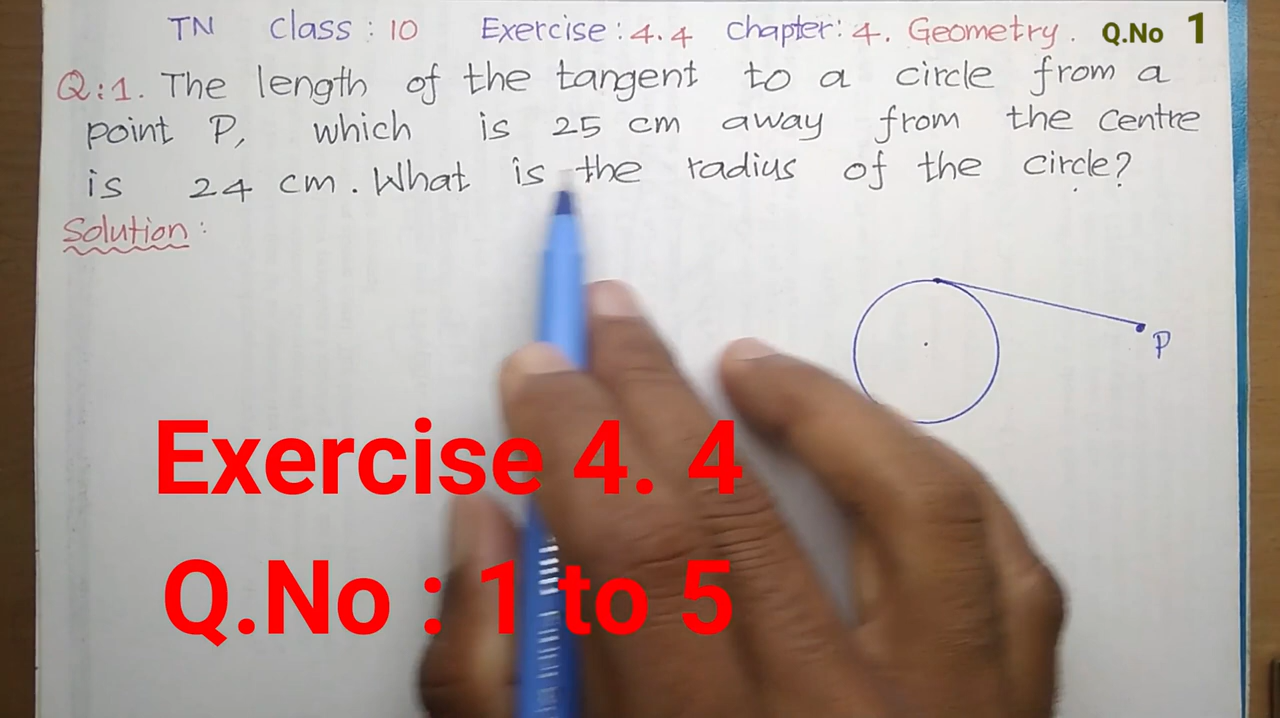 TN Class : 10 Exercise : 4.4 Chapter: 4. Geometry. Q.No 1
Q:1. The length of the tangent to a circle from a
point P, which is 25 cm away from the centre
is 24 cm. What is the radius of the circle?
Solution :
P
Exercise 4. 4
Q.No : 1 to 5